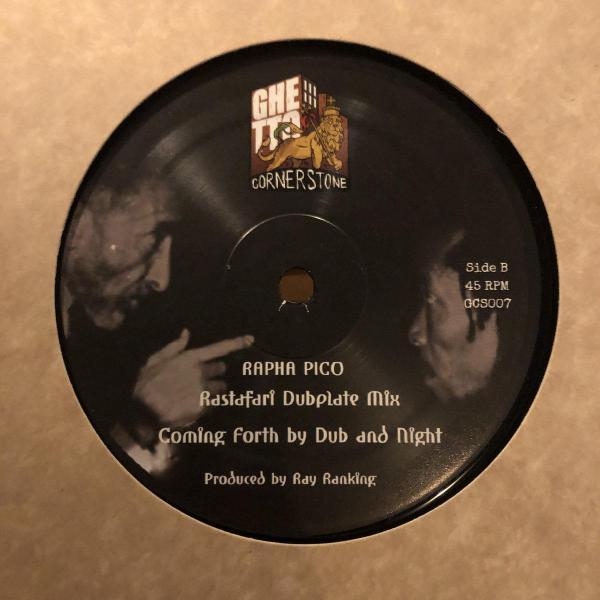 GHE
TTO
CORNERSTONE
Side B
45 RPM
GCS007
RAPHA PICO
Rastafari Dubplate Mix
Coming Forth by Dub and Night
Produced by Ray Ranking